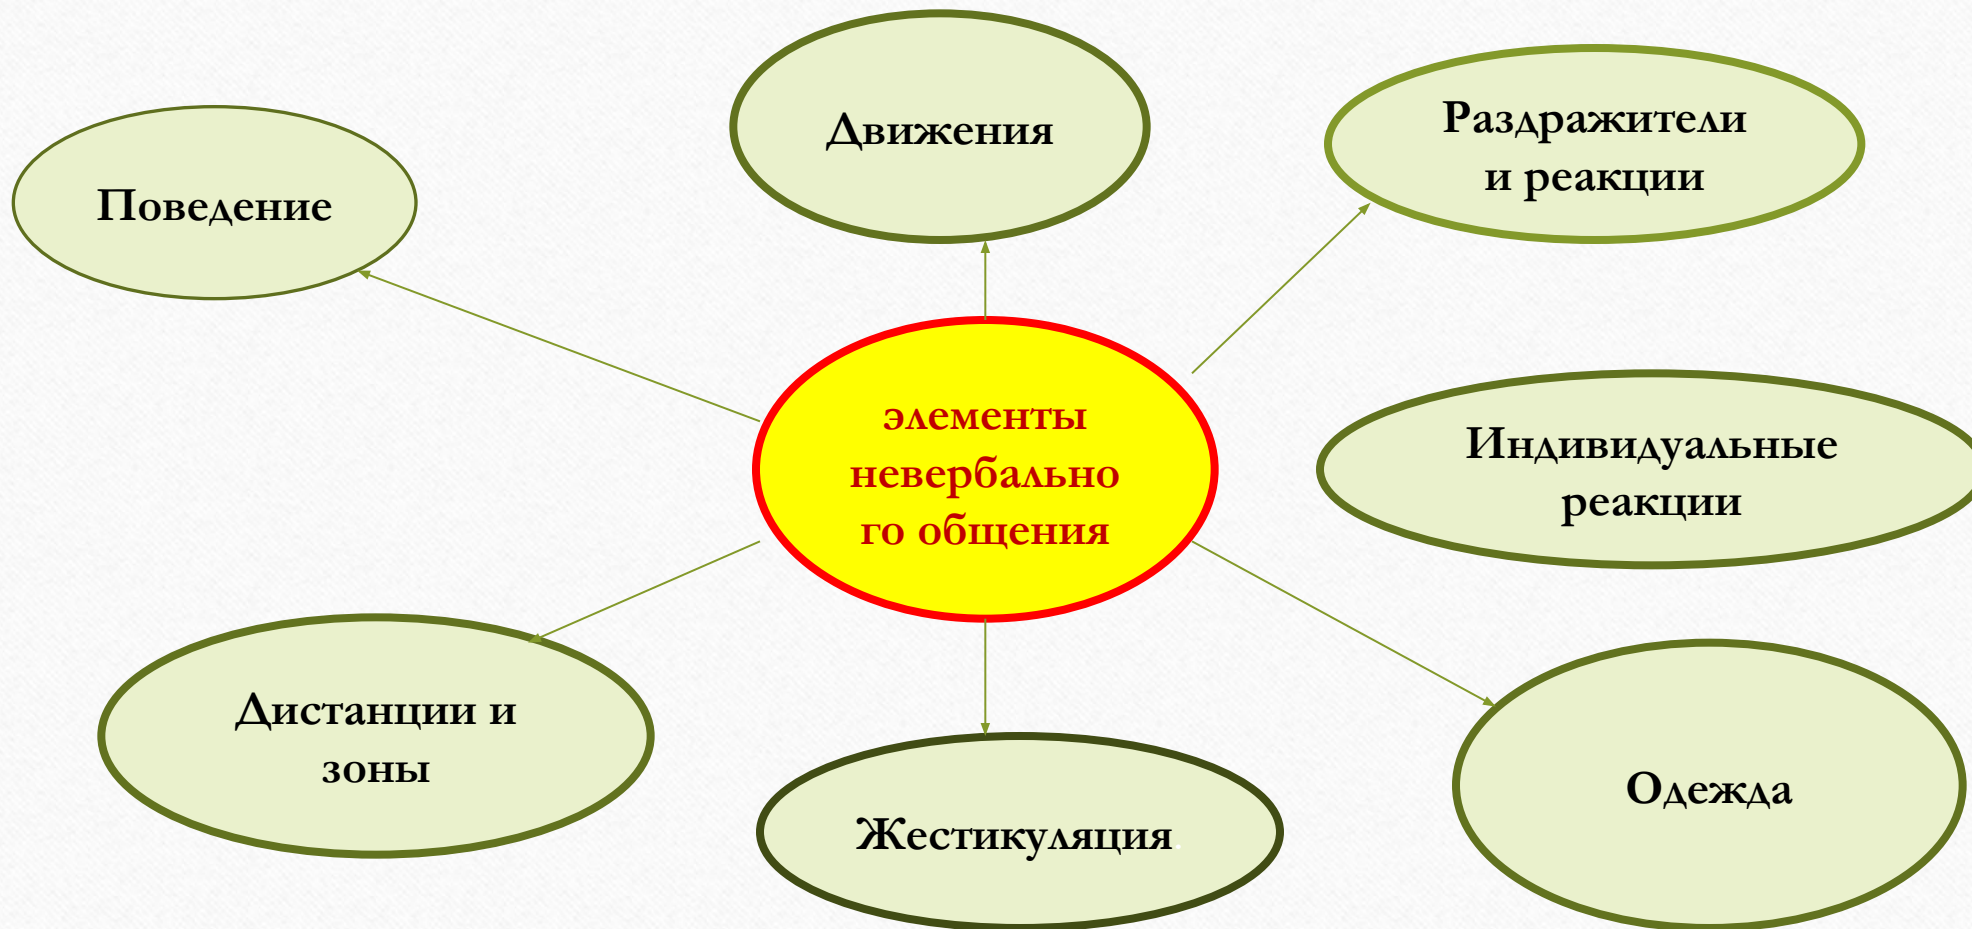 Движения
Раздражители
и реакции
Поведение
элементы
невербально
го общения
Индивидуальные
реакции
Дистанции и
зоны
Жестикуляция.
Одежда